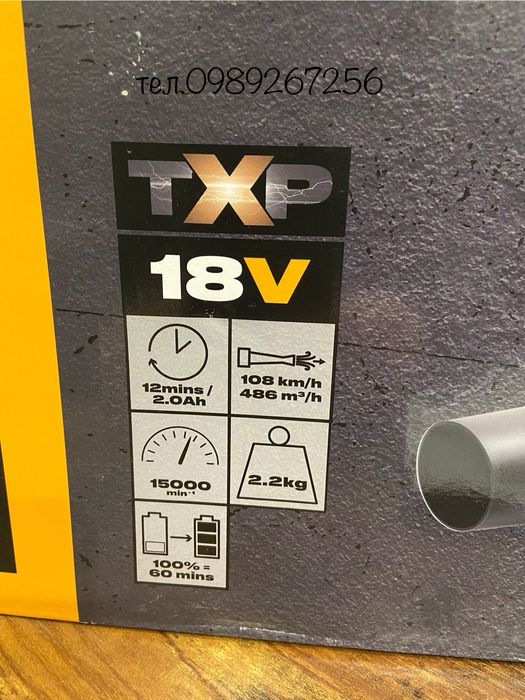 тел.0989267256
TXP
18V
12mins/
2.0Ah
108 km/h
486 m³/h
15000
min⁻¹
2.2kg
100% =
60 mins